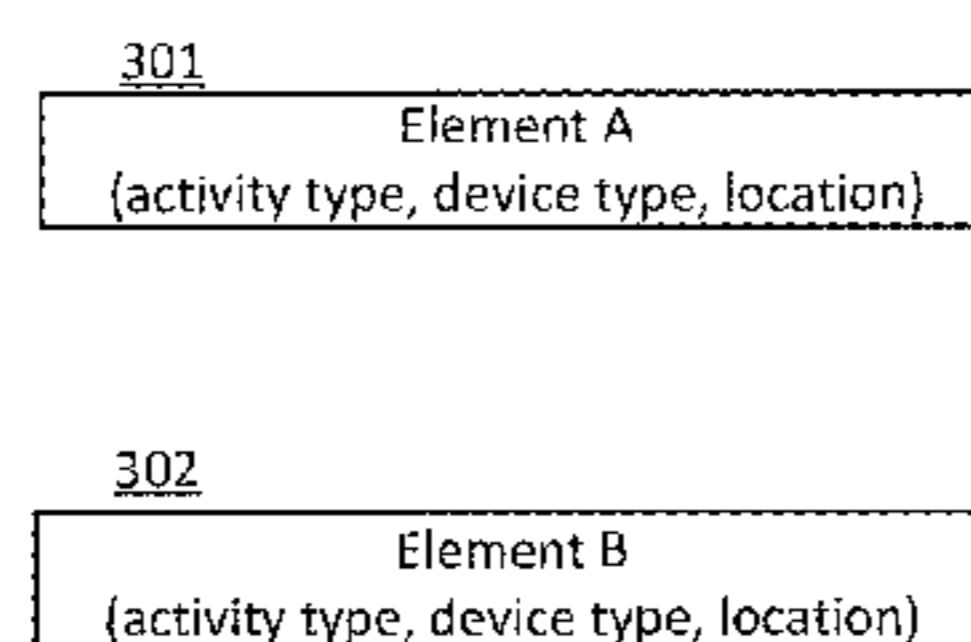 301
Element A
(activity type, device type, location)
302
Element B
(activity type, device type, location)